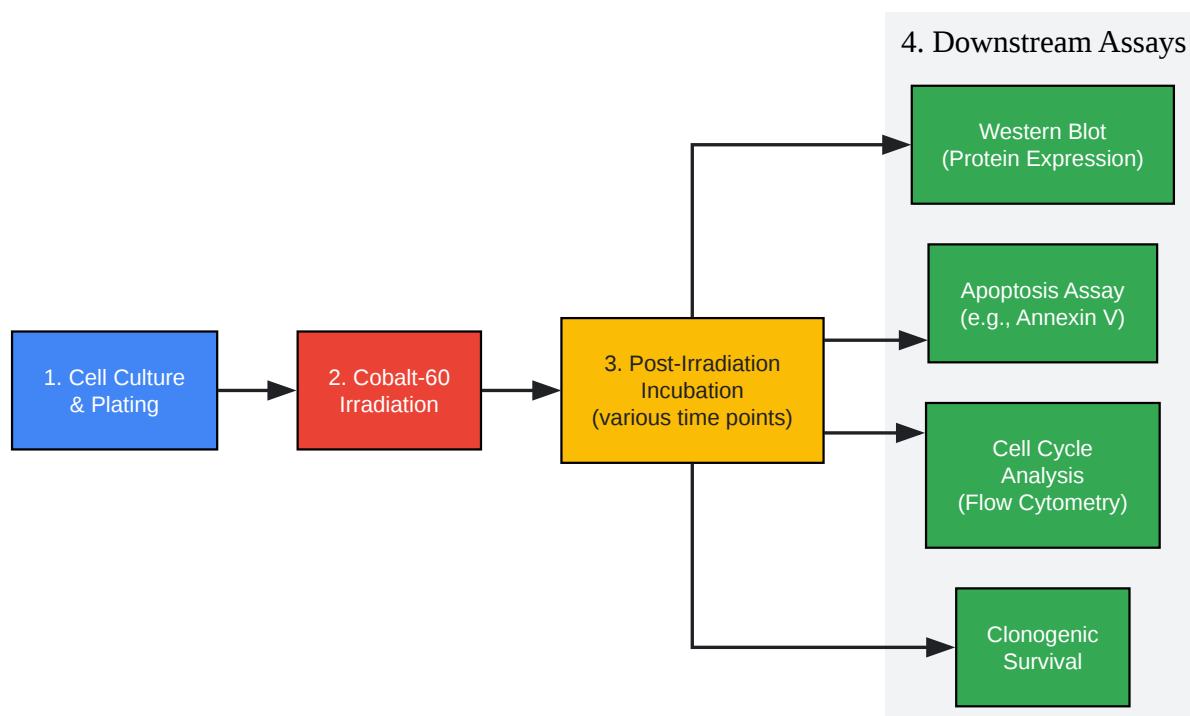 4. Downstream Assays
Western Blot
(Protein Expression)
Apoptosis Assay
(e.g., Annexin V)
1. Cell Culture
& Plating
2. Cobalt-60
Irradiation
3. Post-Irradiation
Incubation
(various time points)
Cell Cycle
Analysis
(Flow Cytometry)
Clonogenic
Survival